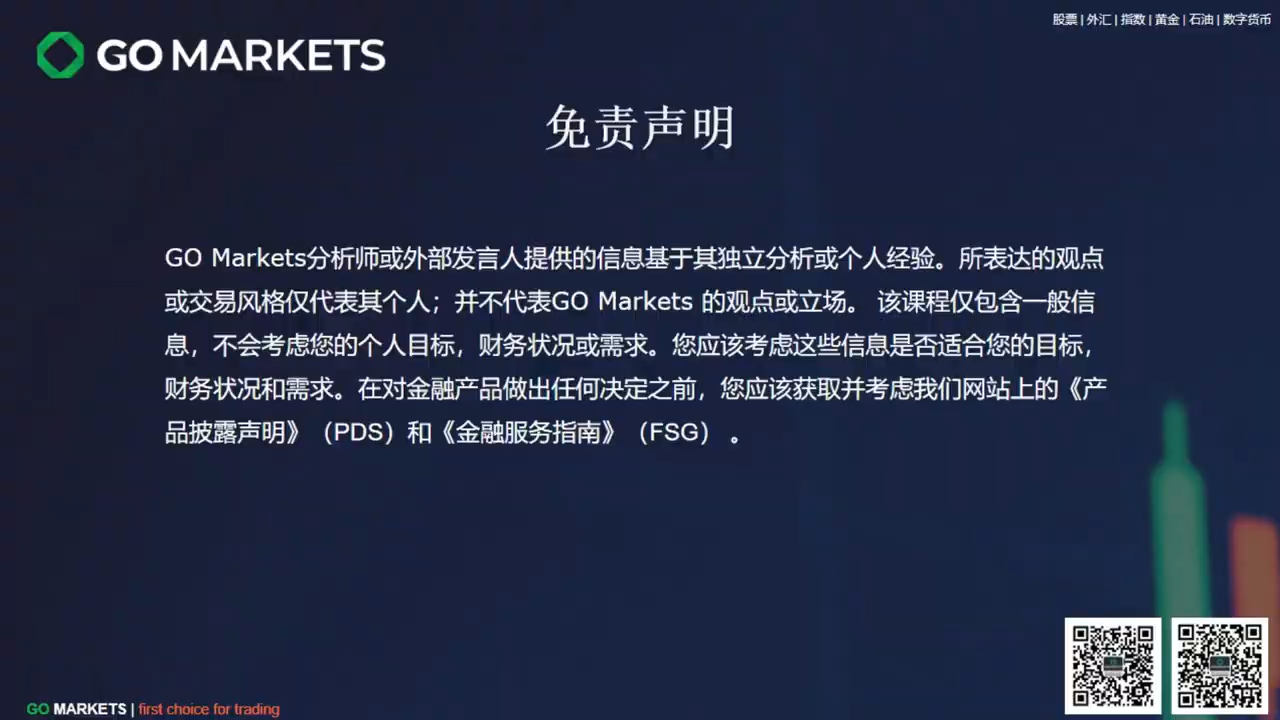 股票 | 外汇 | 指数 | 黄金 | 石油 | 数字货币
GO MARKETS
免责声明
GO Markets分析师或外部发言人提供的信息基于其独立分析或个人经验。所表达的观点
或交易风格仅代表其个人；并不代表GO Markets 的观点或立场。 该课程仅包含一般信
息，不会考虑您的个人目标，财务状况或需求。您应该考虑这些信息是否适合您的目标，
财务状况和需求。在对金融产品做出任何决定之前，您应该获取并考虑我们网站上的《产
品披露声明》（PDS）和《金融服务指南》（FSG） 。
GO MARKETS | first choice for trading